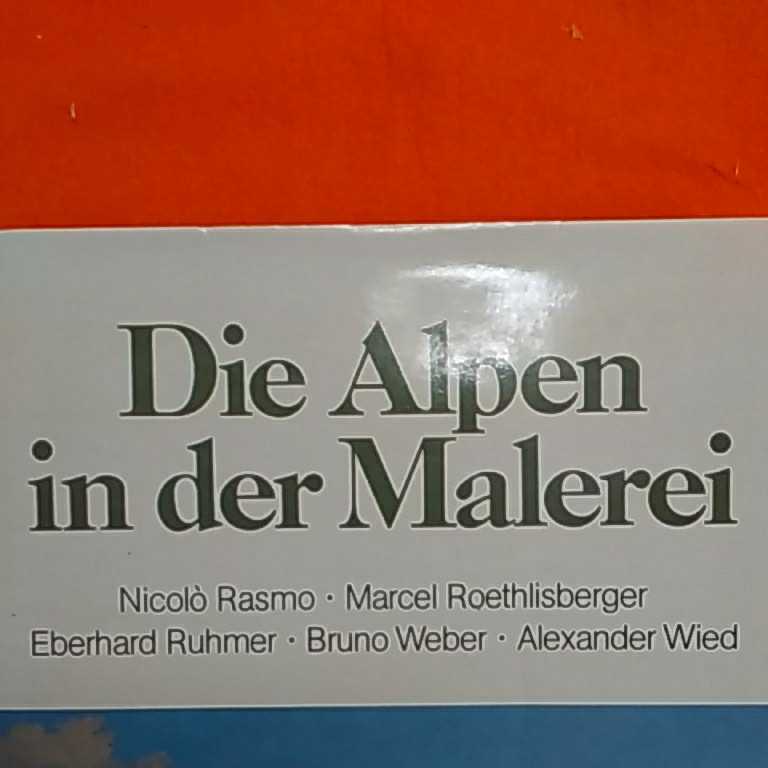 Die Alpen
in der Malerei
Nicolò Rasmo · Marcel Roethlisberger
Eberhard Ruhmer · Bruno Weber · Alexander Wied